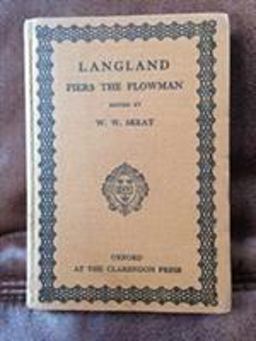 LANGLAND
PIERS THE PLOWMAN
EDITED BY
W. W. SKEAT
OXFORD
AT THE CLARENDON PRESS